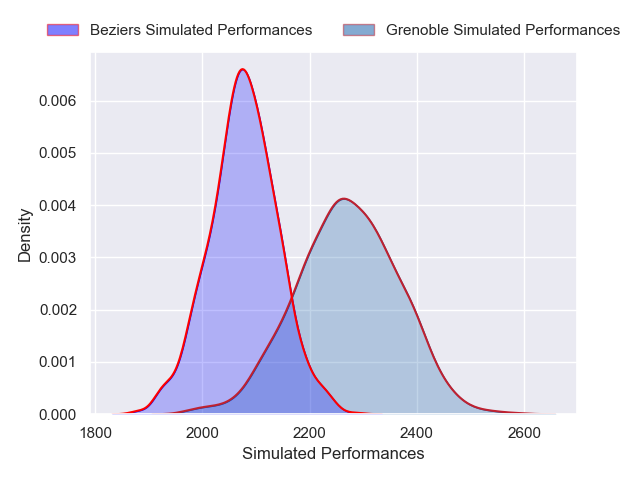 Beziers Simulated Performances Grenoble Simulated Performances
0.006
0.005
0.004
0.003
0.002
0.001
0.000
Density
1800 2000 2200 2400 2600
Simulated Performances